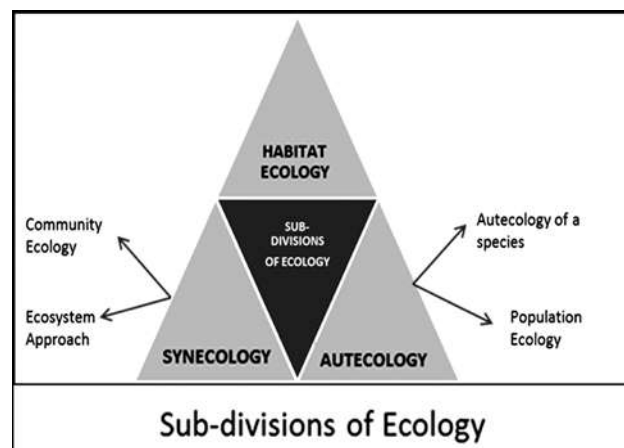 HABITAT
ECOLOGY
SUB-
DIVISIONS
OF ECOLOGY
Community
Ecology
Ecosystem
Approach
SYNECOLOGY
AUTECOLOGY
Autecology of a
species
Population
Ecology
Sub-divisions of Ecology